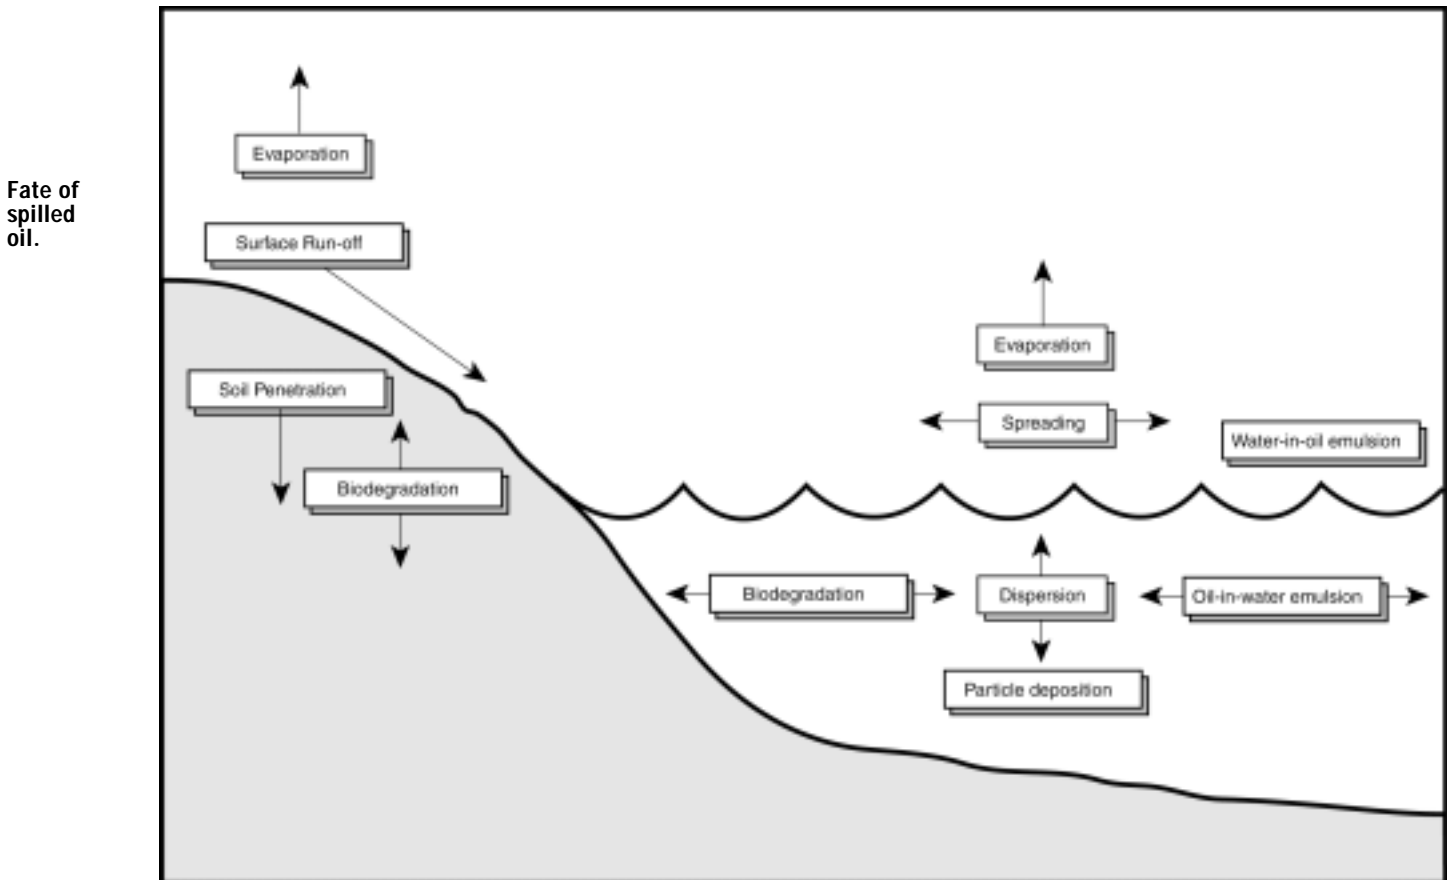 Fate of
spilled
oil.
Evaporation
Surface Run-off
Soil Penetration
Biodegradation
Evaporation
Spreading
Water-in-oil emulsion
Biodegradation
Dispersion
Oil-in-water emulsion
Particle deposition